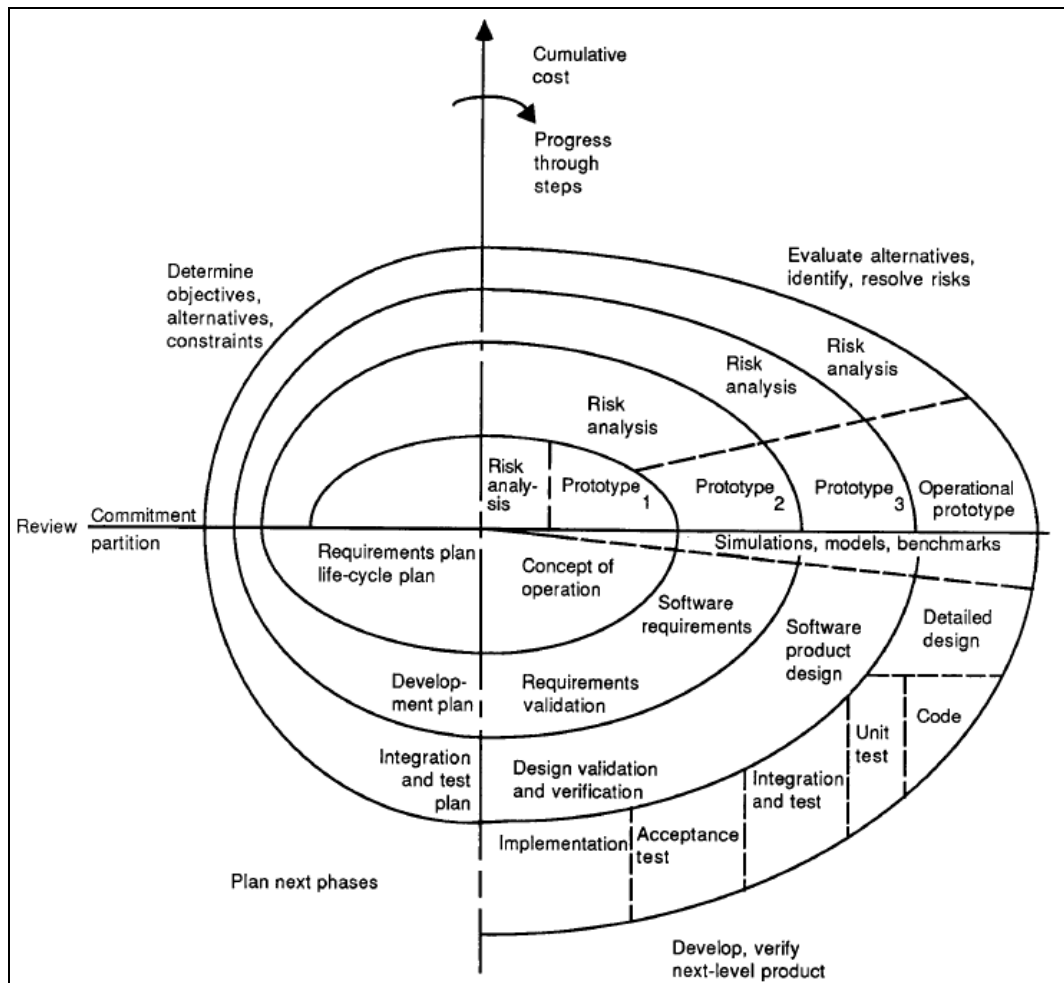 Cumulative
cost
Progress
through
steps
Determine
objectives,
alternatives,
constraints
Evaluate alternatives,
identify, resolve risks
Risk
analysis
Risk
analysis
Risk
analysis
Risk
analy-
sis
Prototype
1
Prototype
2
Prototype
3
Operational
prototype
Review
Commitment
partition
Simulations, models, benchmarks
Requirements plan
life-cycle plan
Concept of
operation
Software
requirements
Software
product
design
Detailed
design
Develop-
ment plan
Requirements
validation
Code
Unit
test
Integration
and test
plan
Design validation
and verification
Integration
and test
Acceptance
test
Implementation
Plan next phases
Develop, verify
next-level product